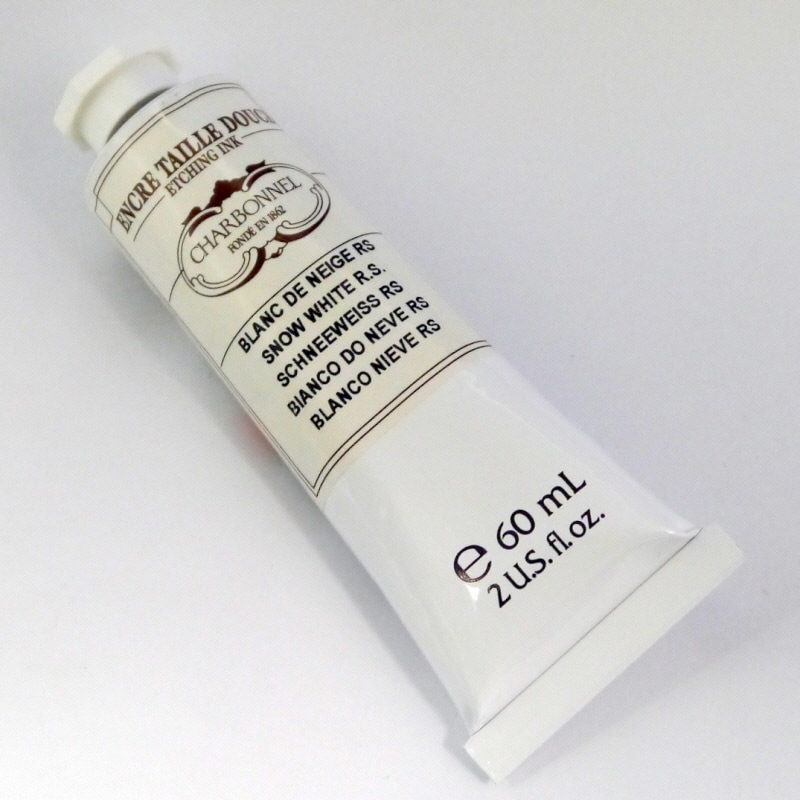 ENCRE TAILLE DOUCE
ETCHING INK
CHARBONNEL
FONDÉ EN 1862
BLANC DE NEIGE RS
SNOW WHITE R.S.
SCHNEEWEISS RS
BIANCO DO NEVE RS
BLANCO NIEVE RS
e 60 mL
2 U.S. fl.oz.